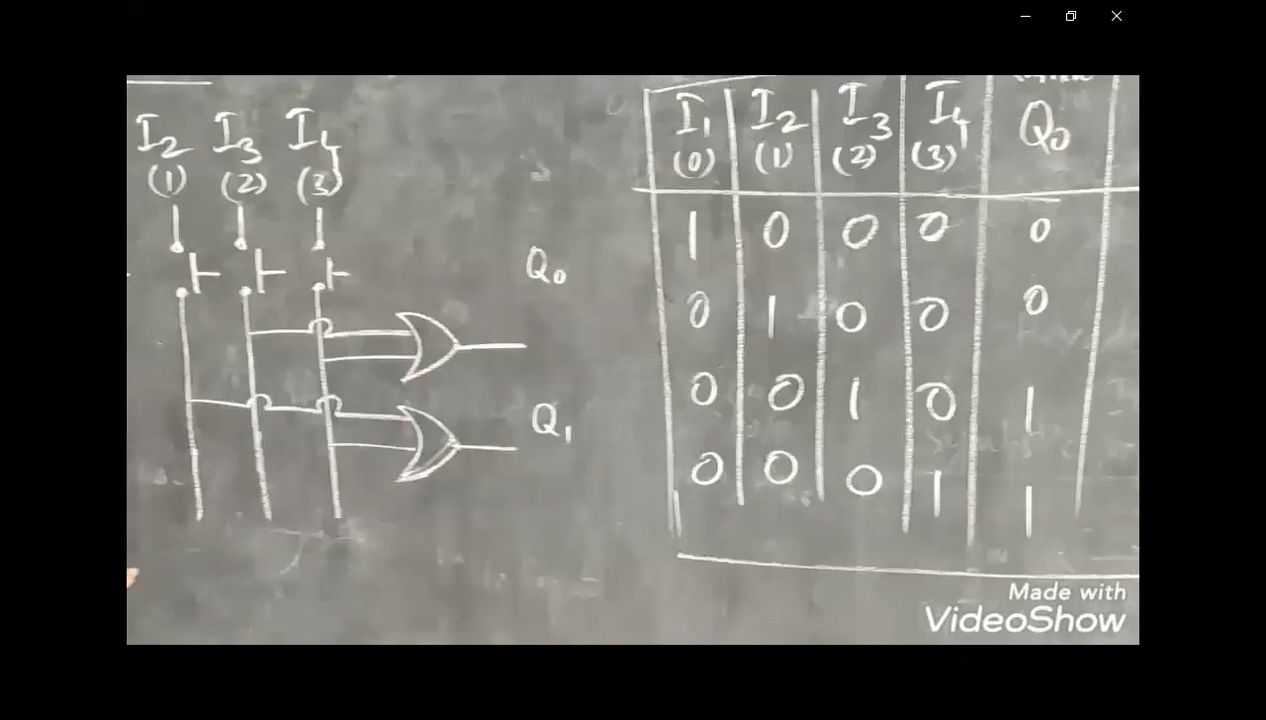 I2 I3 I4
(1) (2) (3)
Q0
Q1
I1 I2 I3 I4 Q0
(0) (1) (2) (3)
1 0 0 0 0
0 1 0 0 0
0 0 1 0 1
0 0 0 1 1
Made with
VideoShow